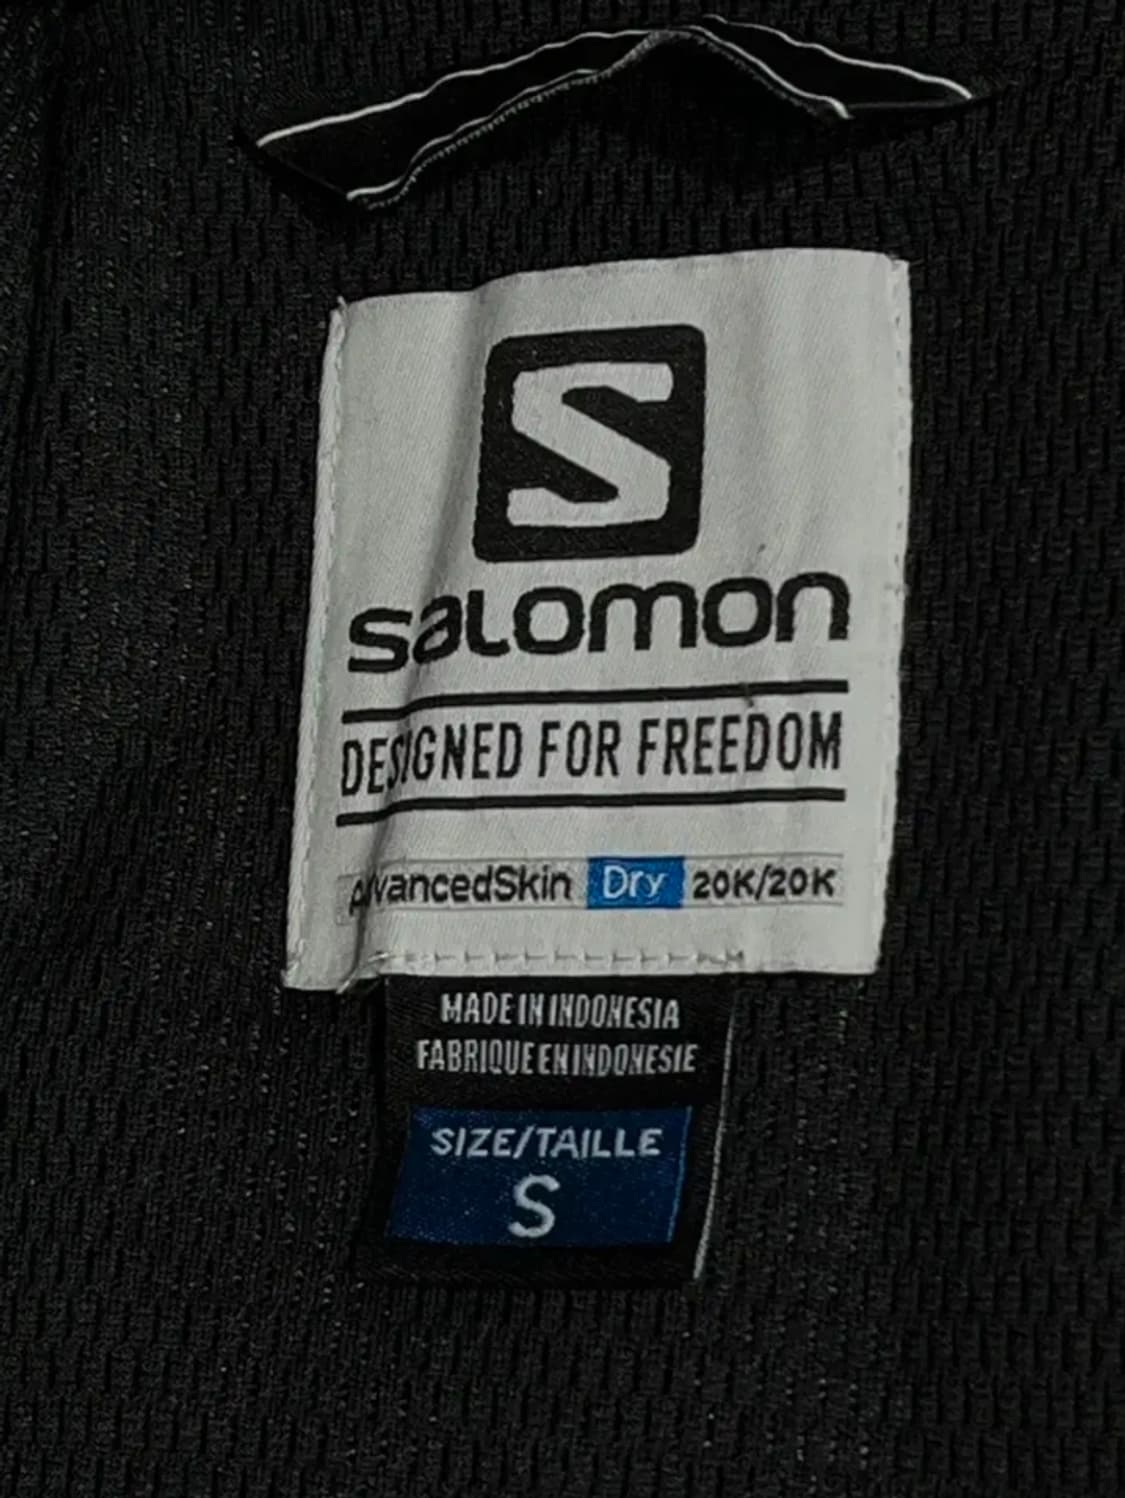 S
salomon
DESIGNED FOR FREEDOM
AdvancedSkin Dry 20K/20K
MADE IN INDONESIA
FABRIQUE EN INDONESIE
SIZE/TAILLE
S